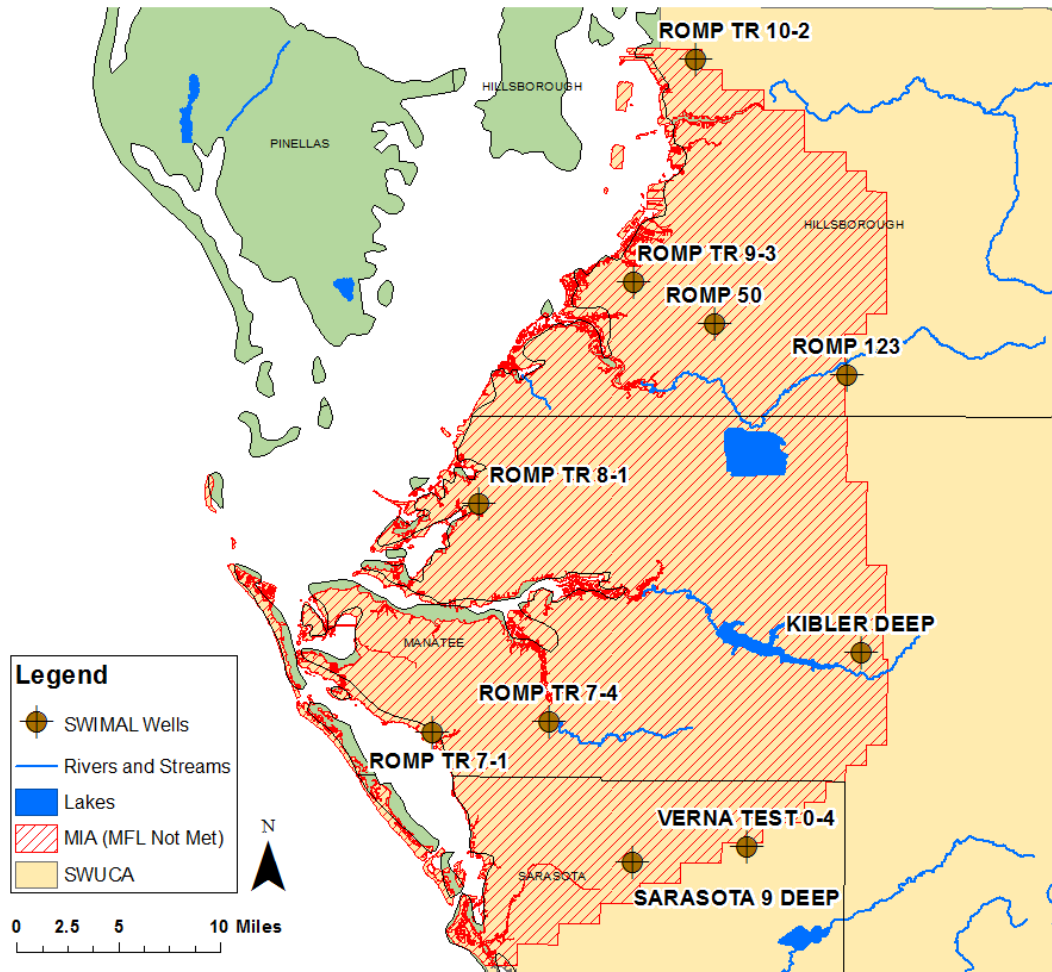 ROMP TR 10-2
HILLSBOROUGH
PINELLAS
HILLSBOROUGH
ROMP TR 9-3
ROMP 50
ROMP 123
ROMP TR 8-1
KIBLER DEEP
MANATEE
ROMP TR 7-4
ROMP TR 7-1
VERNA TEST 0-4
SARASOTA
SARASOTA 9 DEEP
Legend
SWIMAL Wells
Rivers and Streams
Lakes
MIA (MFL Not Met)
SWUCA
N
0 2.5 5 10 Miles